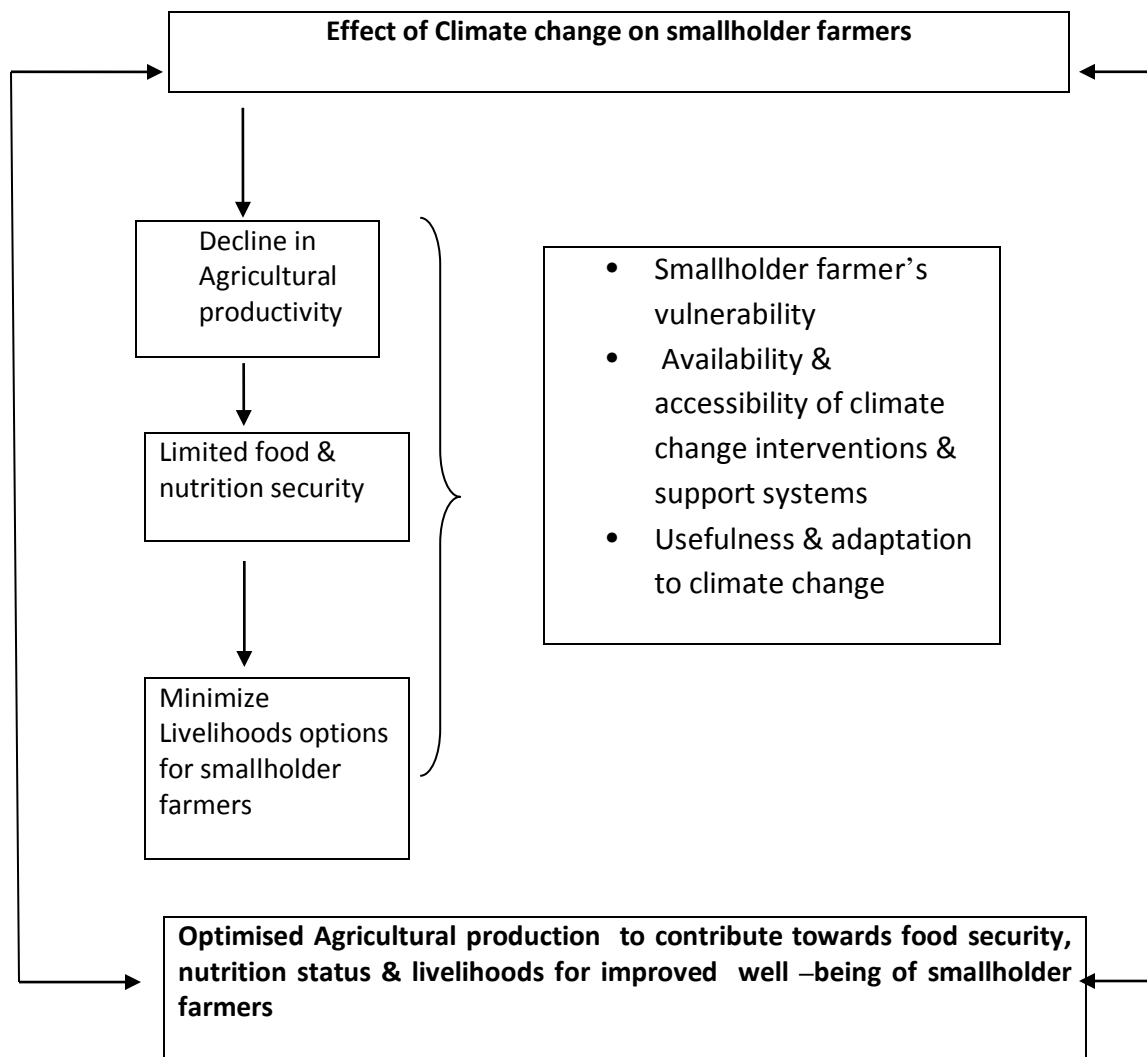 Effect of Climate change on smallholder farmers
Decline in
Agricultural
productivity
Limited food &
nutrition security
Minimize
Livelihoods options
for smallholder
farmers
• Smallholder farmer’s
vulnerability
• Availability &
accessibility of climate
change interventions &
support systems
• Usefulness & adaptation
to climate change
Optimised Agricultural production to contribute towards food security,
nutrition status & livelihoods for improved well –being of smallholder
farmers